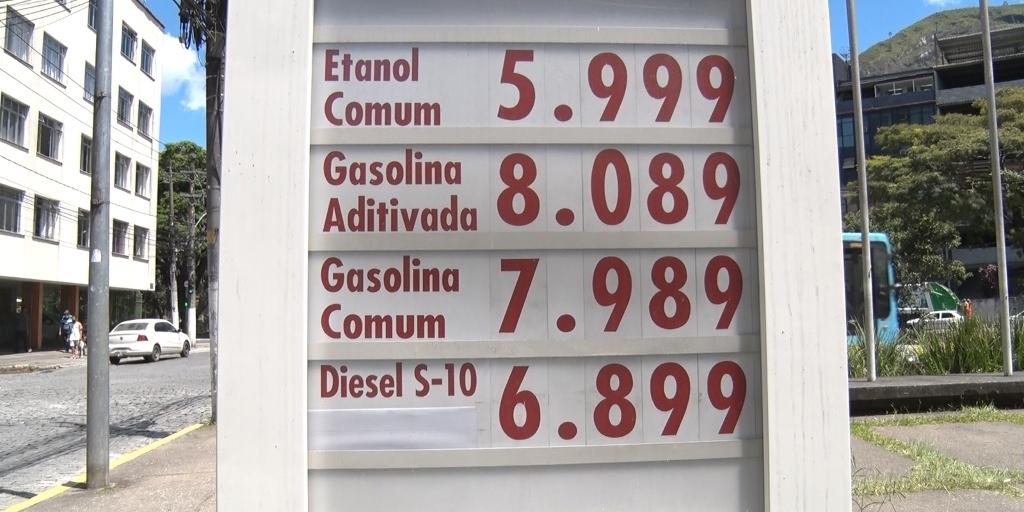 Etanol
Comum 5.999
Gasolina
Aditivada 8.089
Gasolina
Comum 7.989
Diesel S-10 6.899